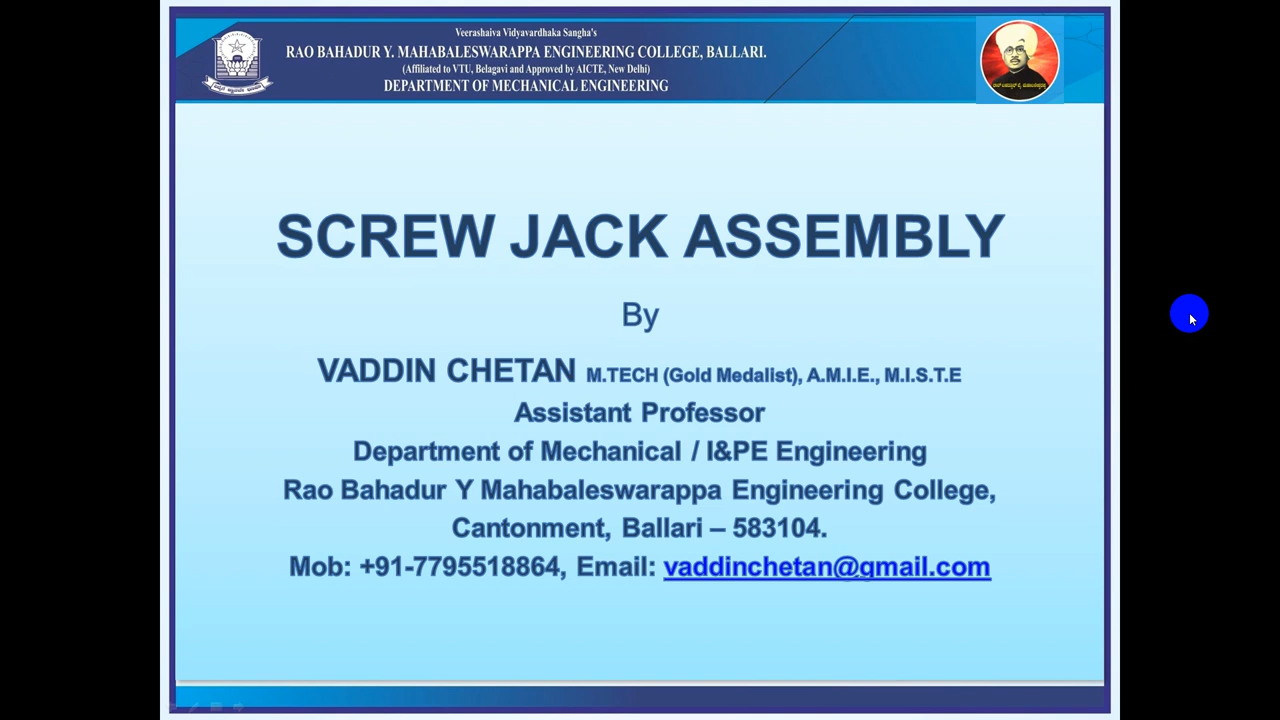 Veerashaiva Vidyavardhaka Sangha's
RAO BAHADUR Y. MAHABALESWARAPPA ENGINEERING COLLEGE, BALLARI.
(Affiliated to VTU, Belagavi and Approved by AICTE, New Delhi)
DEPARTMENT OF MECHANICAL ENGINEERING
SCREW JACK ASSEMBLY
By
VADDIN CHETAN M.TECH (Gold Medalist), A.M.I.E., M.I.S.T.E
Assistant Professor
Department of Mechanical / I&PE Engineering
Rao Bahadur Y Mahabaleswarappa Engineering College,
Cantonment, Ballari – 583104.
Mob: +91-7795518864, Email: vaddinchetan@gmail.com